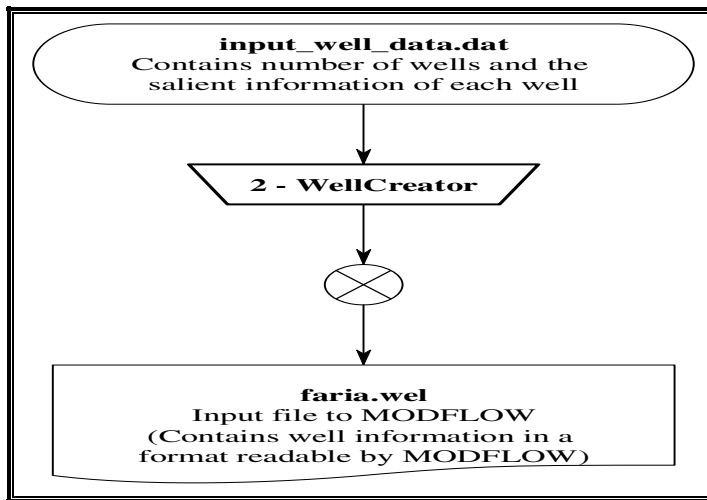 input_well_data.dat
Contains number of wells and the
salient information of each well
2 - WellCreator
faria.wel
Input file to MODFLOW
(Contains well information in a
format readable by MODFLOW)